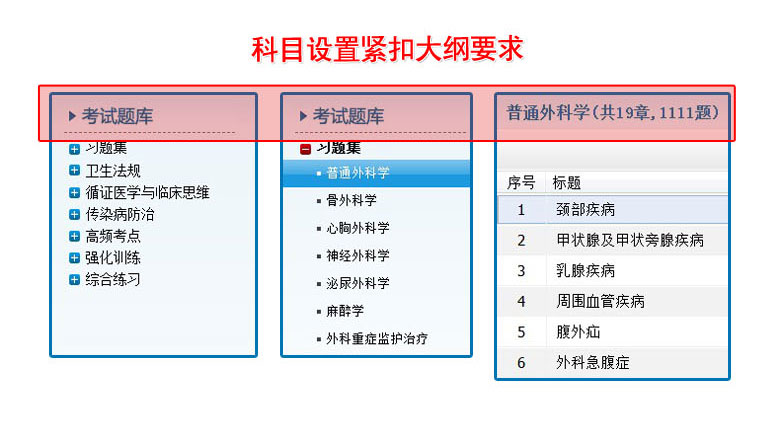 科目设置紧扣大纲要求
考试题库
习题集
卫生法规
循证医学与临床思维
传染病防治
高频考点
强化训练
综合练习
考试题库
习题集
普通外科学
骨外科学
心胸外科学
神经外科学
泌尿外科学
麻醉学
外科重症监护治疗
普通外科学(共19章,1111题)
序号 标题
1 颈部疾病
2 甲状腺及甲状旁腺疾病
3 乳腺疾病
4 周围血管疾病
5 腹外疝
6 外科急腹症